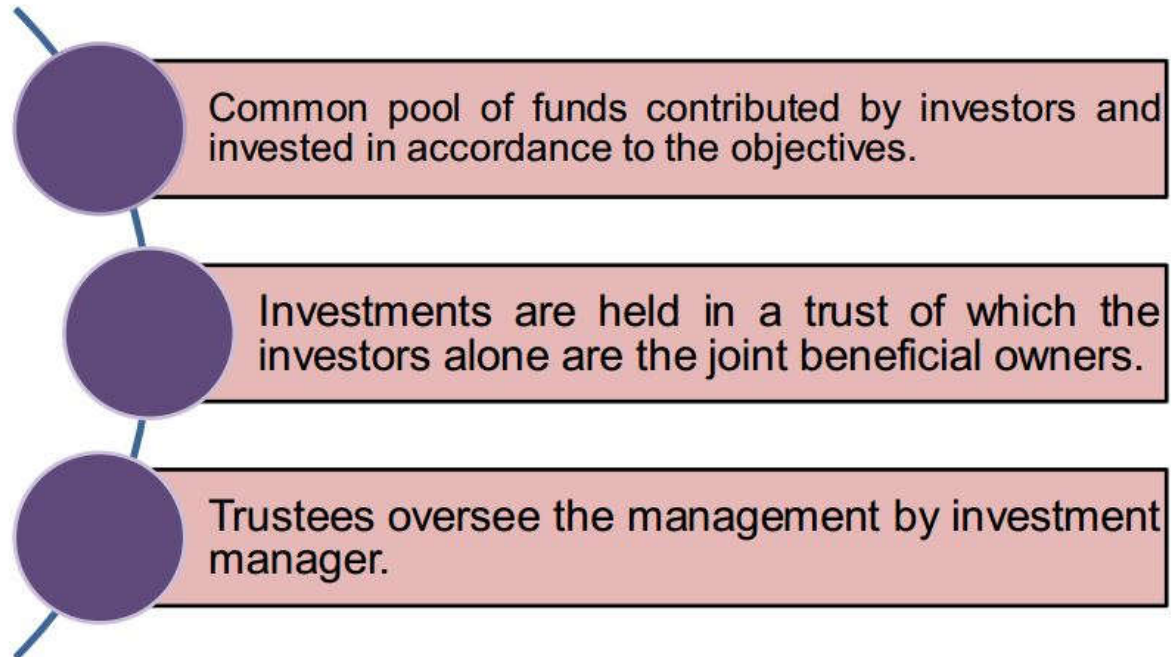 Common pool of funds contributed by investors and
invested in accordance to the objectives.
Investments are held in a trust of which the
investors alone are the joint beneficial owners.
Trustees oversee the management by investment
manager.